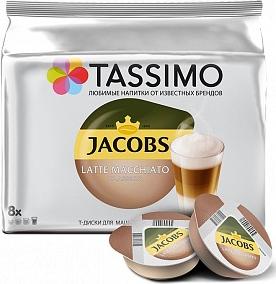 TASSIMO
ЛЮБИМЫЕ НАПИТКИ ОТ ИЗВЕСТНЫХ БРЕНДОВ
JACOBS
LATTE MACCHIATO
8x
Т-ДИСКИ ДЛЯ МАШ
JACOBS
JACOBS